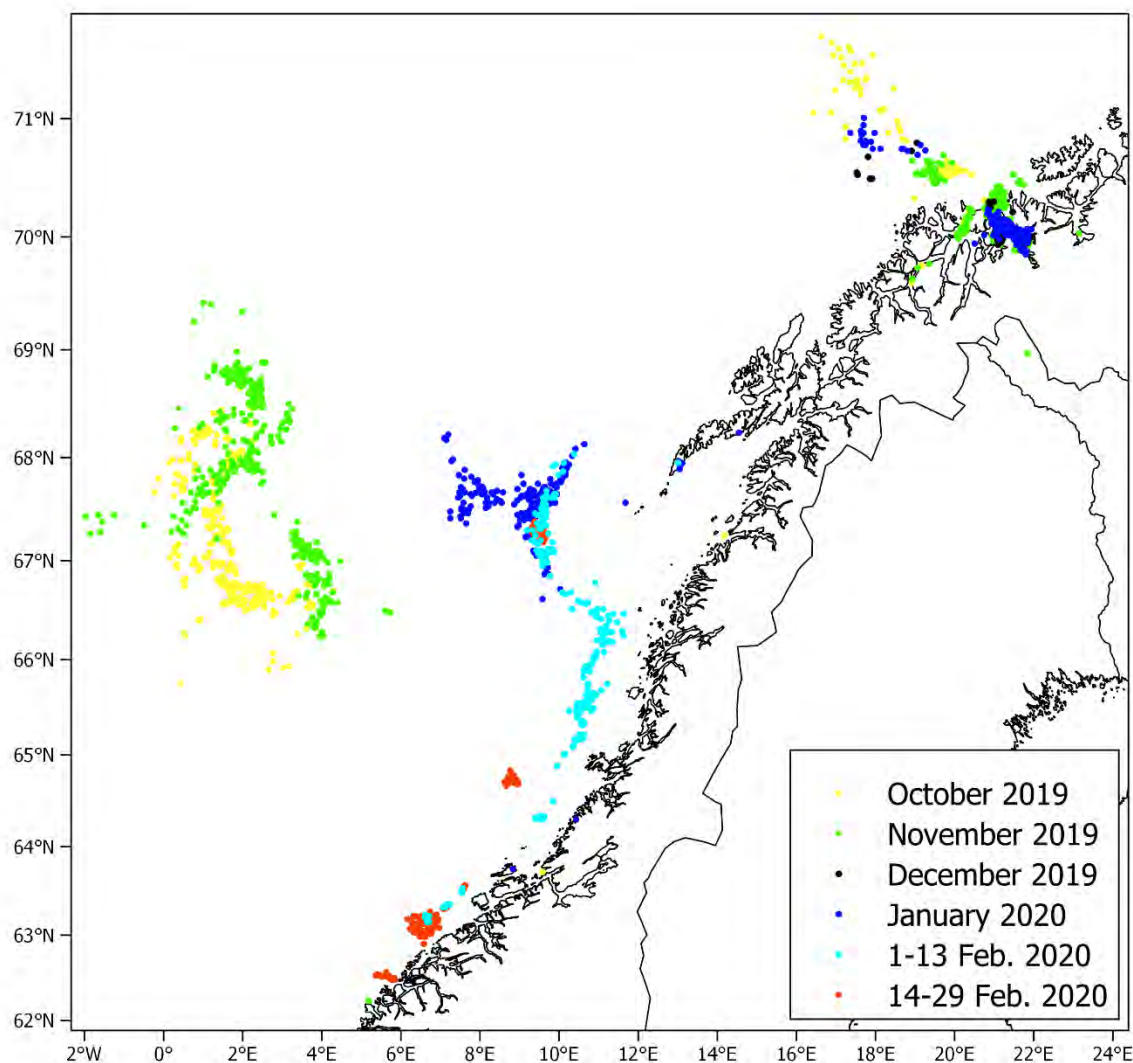 71°N
70°N
69°N
68°N
67°N
66°N
65°N
64°N
63°N
62°N
October 2019
November 2019
December 2019
January 2020
1-13 Feb. 2020
14-29 Feb. 2020
2°W 0° 2°E 4°E 6°E 8°E 10°E 12°E 14°E 16°E 18°E 20°E 22°E 24°E